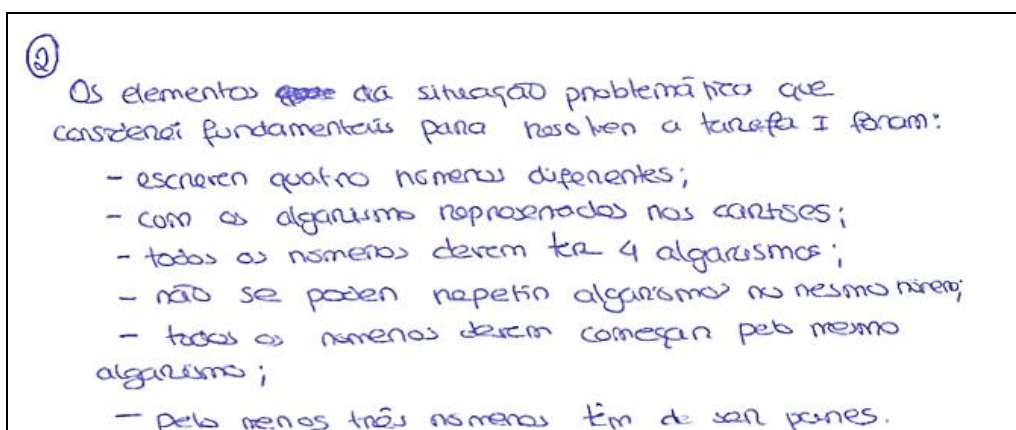 ②
Os elementos da situação problemática que
considerei fundamentais para resolver a tarefa I foram:
- escrever quatro números diferentes;
- com os algarismo representados nos cartões;
- todos os números devem ter 4 algarismos;
- não se podem repetir algarismos no mesmo número;
- todos os números devem começar pelo mesmo
algarismo;
- Pelo menos três números têm de ser pares.